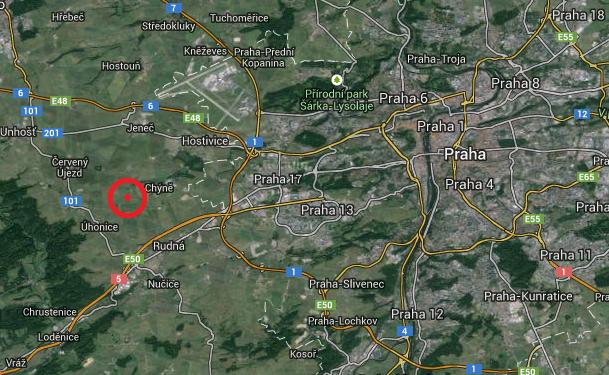 Praha 18
Hřebeč
7
Tuchoměřice
Středokluky
E55
Kněževes
Praha-Přední
Kopanina
Praha-Troja
Hostouň
Přírodní park
Šárka-Lysolaje
Praha 8
6
E48
6
Praha 6
101
E48
12
Unhošť
201
Jeneč
Praha 1
Hostivice
1
Praha
Červený
Újezd
Chýně
Praha 17
E65
101
Praha 4
Praha 13
E55
Úhonice
Rudná
E50
Praha 11
5
1
1
Nučice
Praha-Slivenec
Praha-Kunratice
E50
Chrustenice
Praha-Lochkov
Praha 12
Loděnice
4
Kosoř
Vráž
1
E50